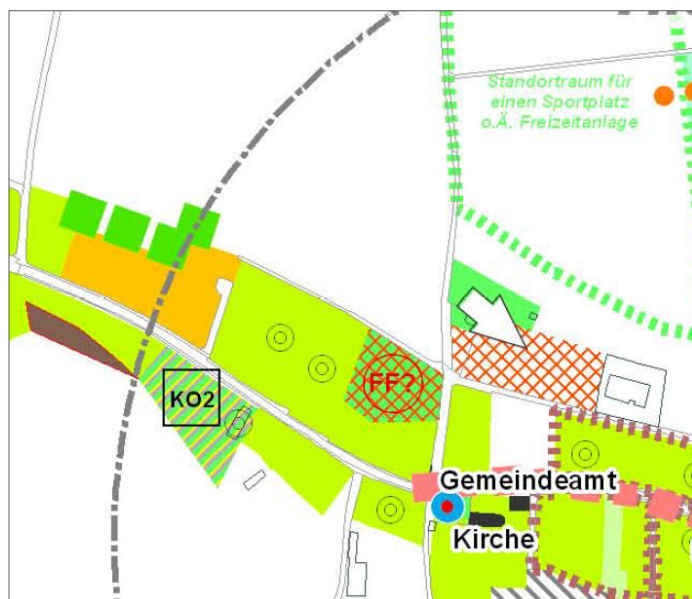 Standortraum für
einen Sportplatz
o.Ä. Freizeitanlage
FF?
KO2
Gemeindeamt
Kirche